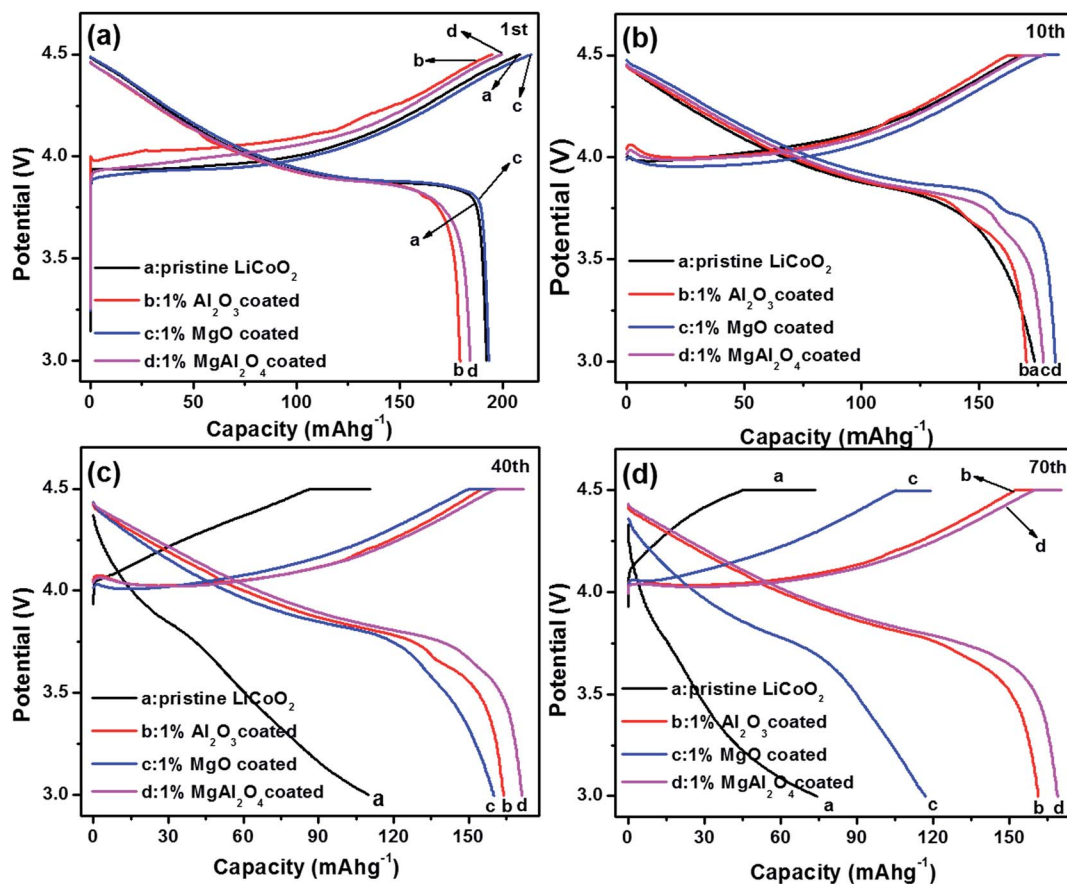 (a)
1st
d
b
a
c
c
a
a:pristine LiCoO₂
b:1% Al₂O₃coated
c:1% MgO coated
d:1% MgAl₂O₄coated
b d
4.5
4.0
3.5
3.0
Potential (V)
0 50 100 150 200
Capacity (mAhg⁻¹)
(b)
10th
a:pristine LiCoO₂
b:1% Al₂O₃coated
c:1% MgO coated
d:1% MgAl₂O₄coated
ba cd
4.5
4.0
3.5
3.0
Potential (V)
0 50 100 150
Capacity (mAhg⁻¹)
(c)
40th
a:pristine LiCoO₂
b:1% Al₂O₃coated
c:1% MgO coated
d:1% MgAl₂O₄coated
a
c b d
4.5
4.0
3.5
3.0
Potential (V)
0 30 60 90 120 150
Capacity (mAhg⁻¹)
(d)
70th
a
c
b
d
a:pristine LiCoO₂
b:1% Al₂O₃coated
c:1% MgO coated
d:1% MgAl₂O₄coated
a
c
b d
4.5
4.0
3.5
3.0
Potential (V)
0 30 60 90 120 150
Capacity (mAhg⁻¹)